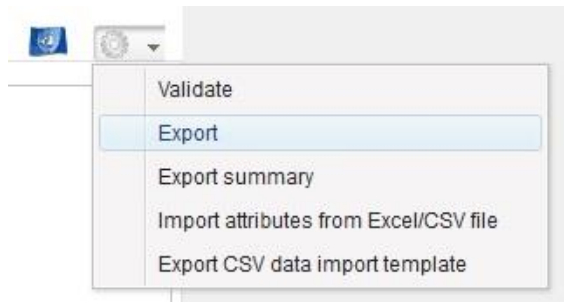 Validate
Export
Export summary
Import attributes from Excel/CSV file
Export CSV data import template